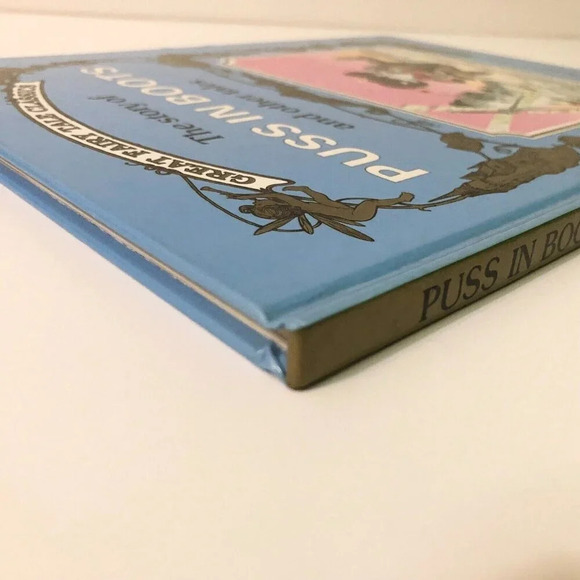 GREAT FAIRY TALE CLASSICS
The story of
PUSS IN BOOTS
and other tales
PUSS IN BOO